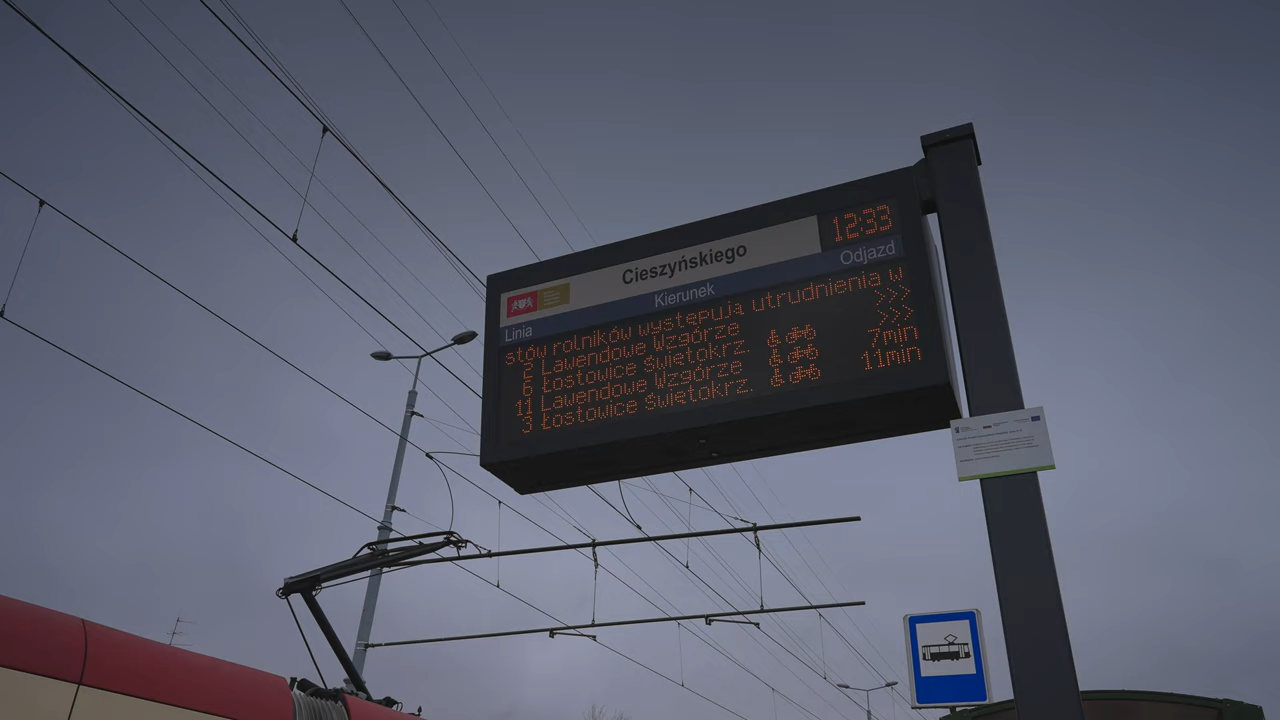 Cieszyńskiego
12:33
Linia
Kierunek
Odjazd
stów rolników występują utrudnienia w
2 Lawendowe Wzgórze >>>
6 Łostowice Świętokrz. >>>
11 Lawendowe Wzgórze 7min
3 Łostowice Świętokrz. 11min